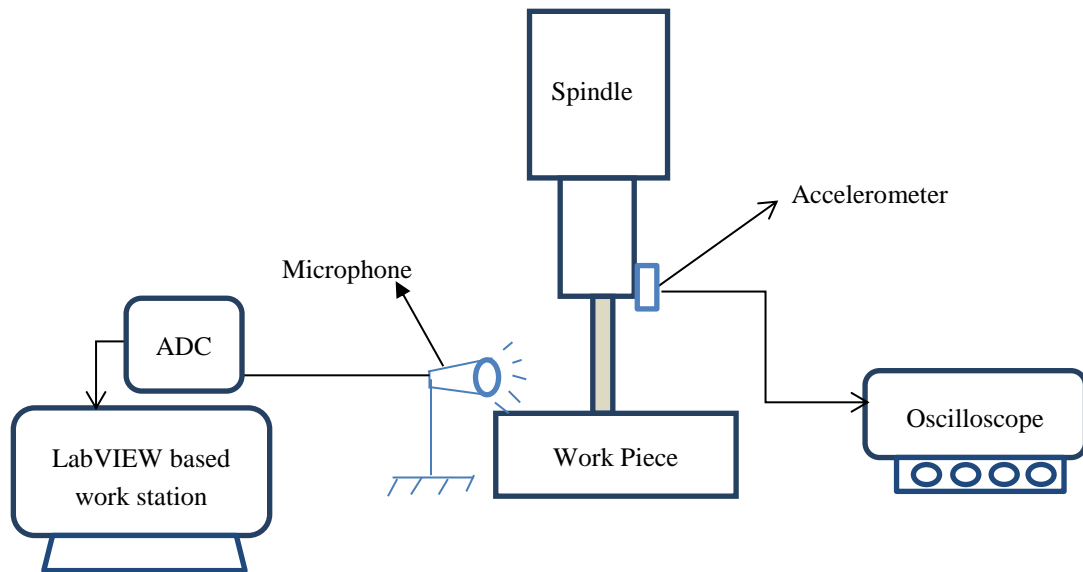 Spindle
Accelerometer
Microphone
ADC
Oscilloscope
LabVIEW based
work station
Work Piece